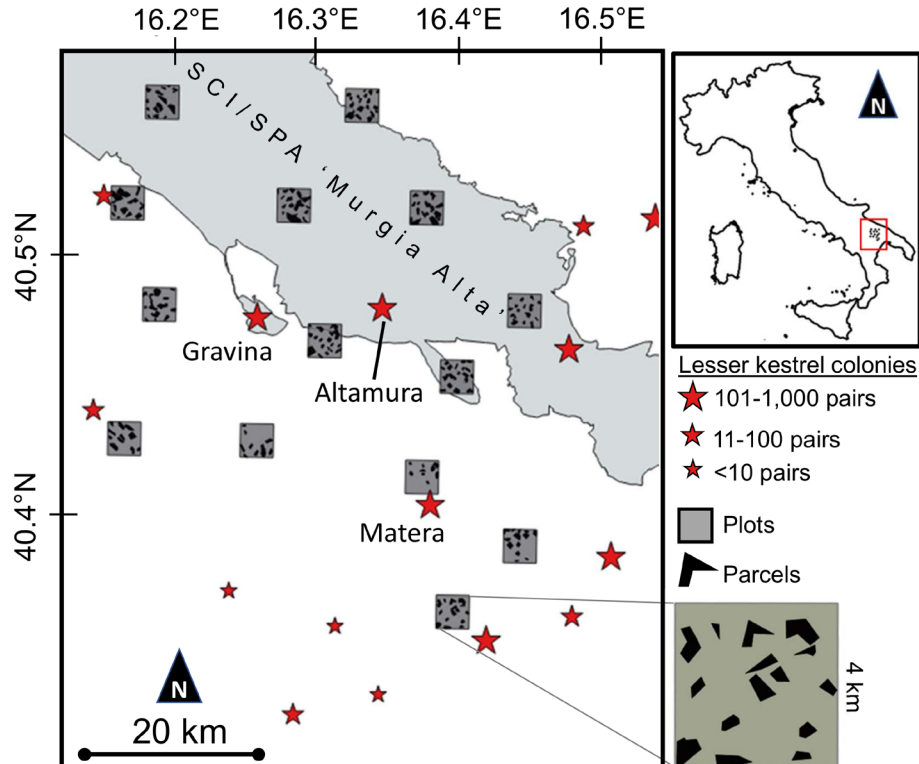 16.2°E 16.3°E 16.4°E 16.5°E
SCI/SPA 'Murgia Alta'
N
40.5°N
Gravina
Altamura
Lesser kestrel colonies
101-1,000 pairs
11-100 pairs
<10 pairs
40.4°N
Matera
Plots
Parcels
N
20 km
4 km